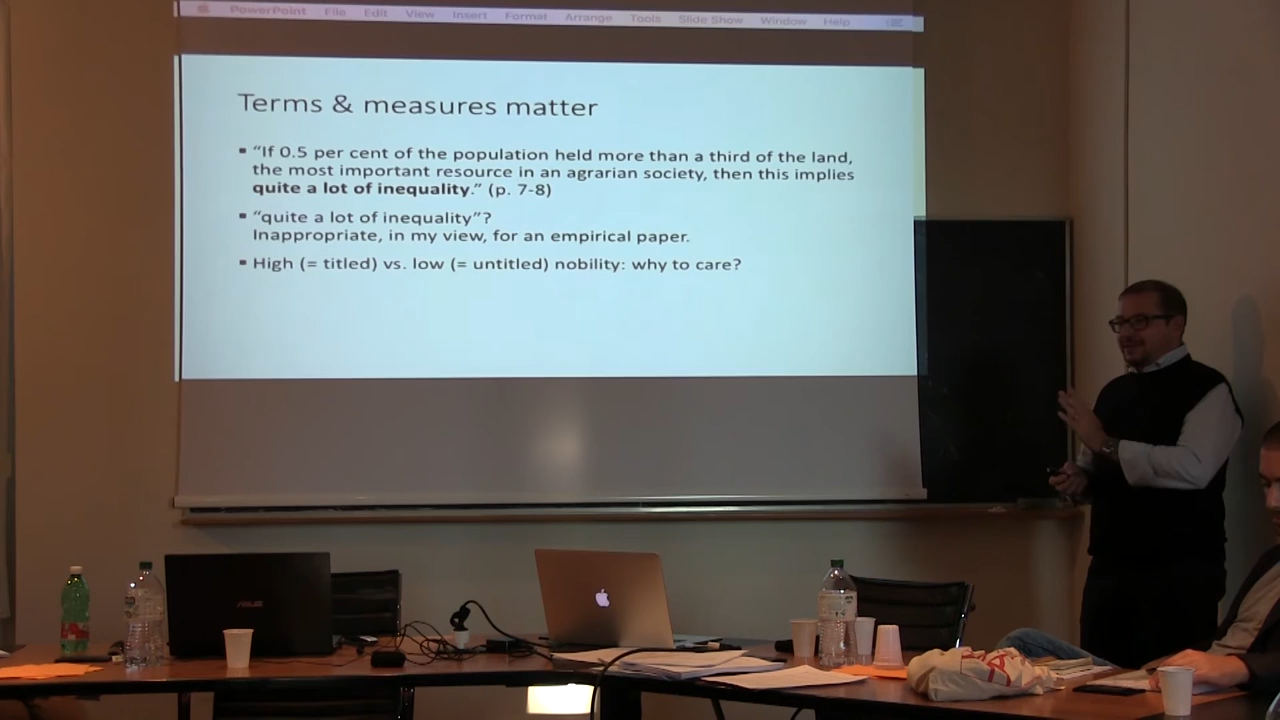 PowerPoint File Edit View Insert Format Arrange Tools Slide Show Window Help
Terms & measures matter
▪ “If 0.5 per cent of the population held more than a third of the land,
the most important resource in an agrarian society, then this implies
quite a lot of inequality.” (p. 7-8)
▪ “quite a lot of inequality”?
Inappropriate, in my view, for an empirical paper.
▪ High (= titled) vs. low (= untitled) nobility: why to care?
ASUS